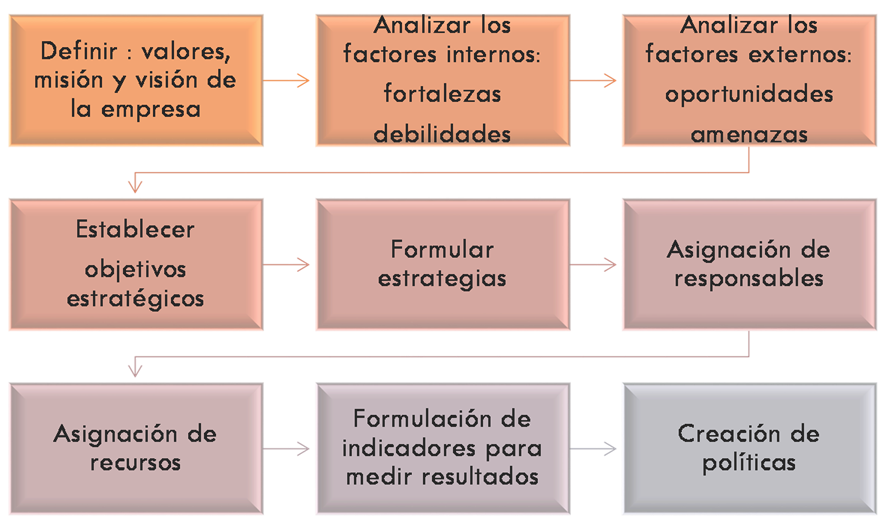 Definir : valores,
misión y visión de
la empresa
Analizar los
factores internos:
fortalezas
debilidades
Analizar los
factores externos:
oportunidades
amenazas
Establecer
objetivos
estratégicos
Formular
estrategias
Asignación de
responsables
Asignación de
recursos
Formulación de
indicadores para
medir resultados
Creación de
políticas